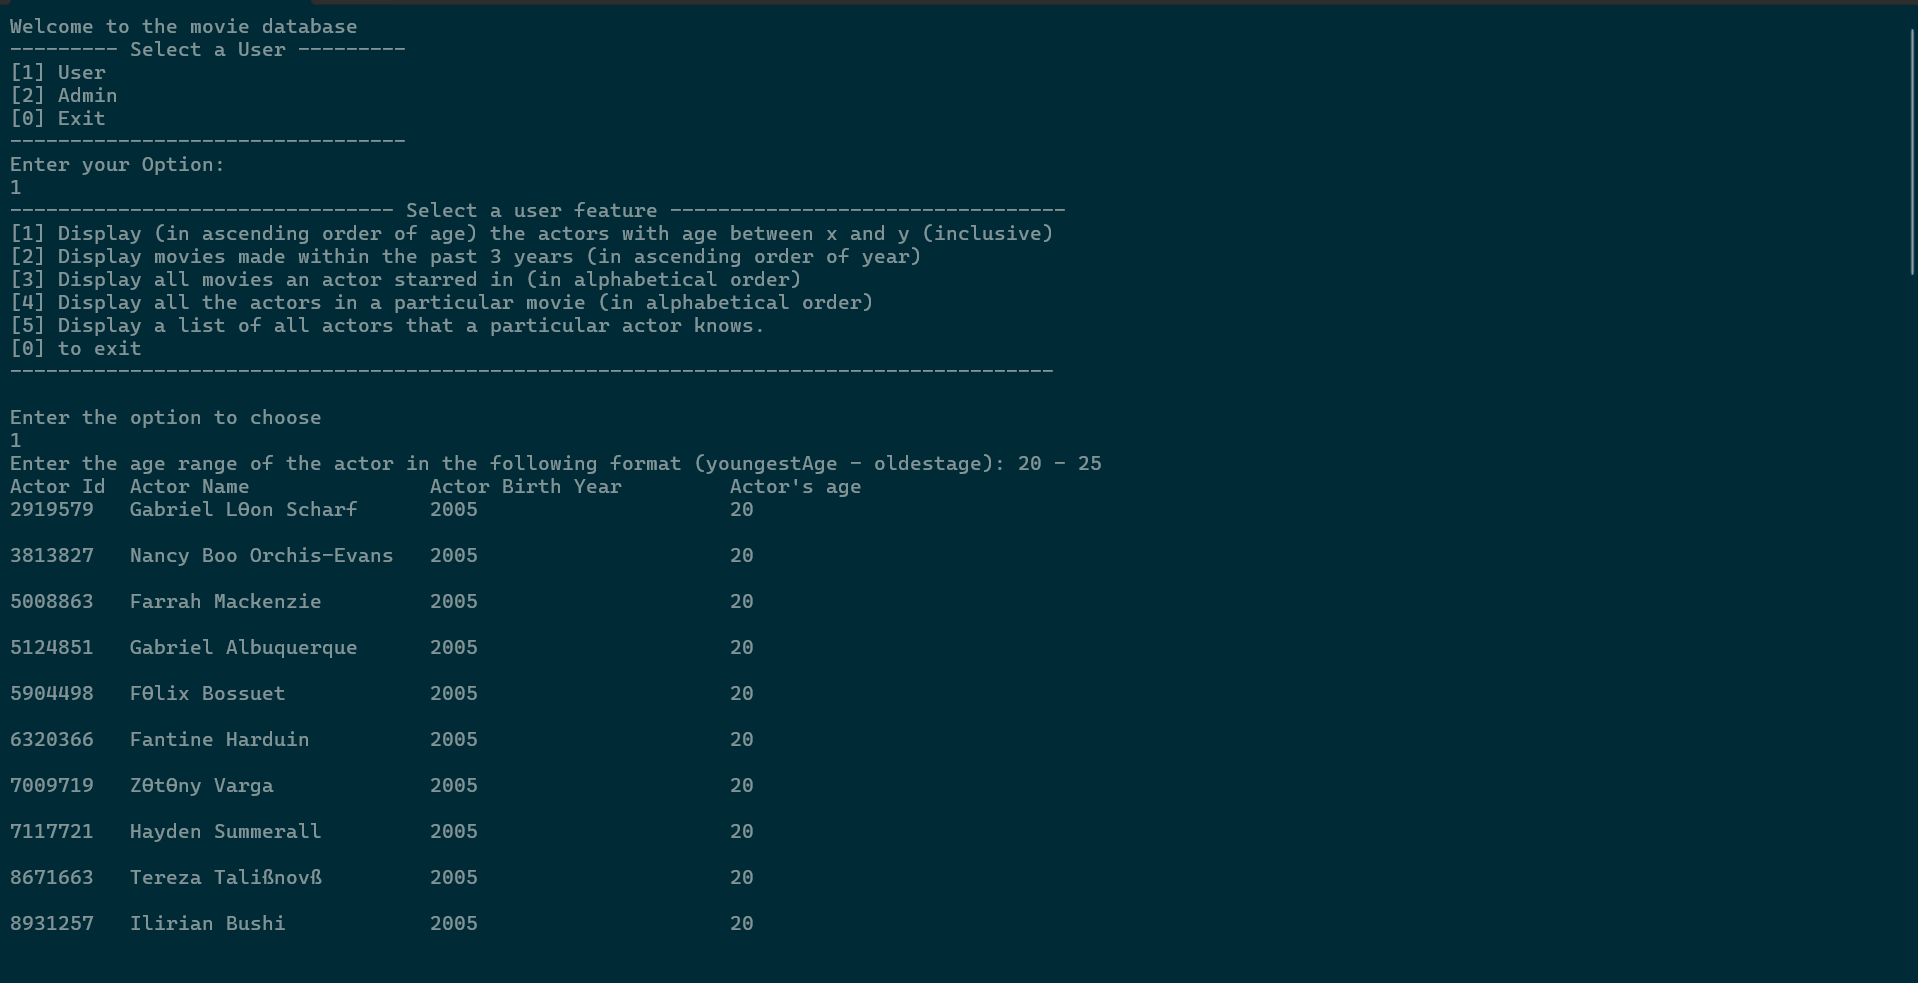 Welcome to the movie database
--------- Select a User ---------
[1] User
[2] Admin
[0] Exit
---------------------------------
Enter your Option:
1
-------------------------------- Select a user feature ---------------------------------
[1] Display (in ascending order of age) the actors with age between x and y (inclusive)
[2] Display movies made within the past 3 years (in ascending order of year)
[3] Display all movies an actor starred in (in alphabetical order)
[4] Display all the actors in a particular movie (in alphabetical order)
[5] Display a list of all actors that a particular actor knows.
[0] to exit
---------------------------------------------------------------------------------------
Enter the option to choose
1
Enter the age range of the actor in the following format (youngestAge - oldestage): 20 - 25
Actor Id  Actor Name               Actor Birth Year         Actor's age
2919579   Gabriel LΘon Scharf      2005                     20
3813827   Nancy Boo Orchis-Evans   2005                     20
5008863   Farrah Mackenzie         2005                     20
5124851   Gabriel Albuquerque      2005                     20
5904498   FΘlix Bossuet            2005                     20
6320366   Fantine Harduin          2005                     20
7009719   ZΘtΘny Varga             2005                     20
7117721   Hayden Summerall         2005                     20
8671663   Tereza Talißnovß         2005                     20
8931257   Ilirian Bushi            2005                     20